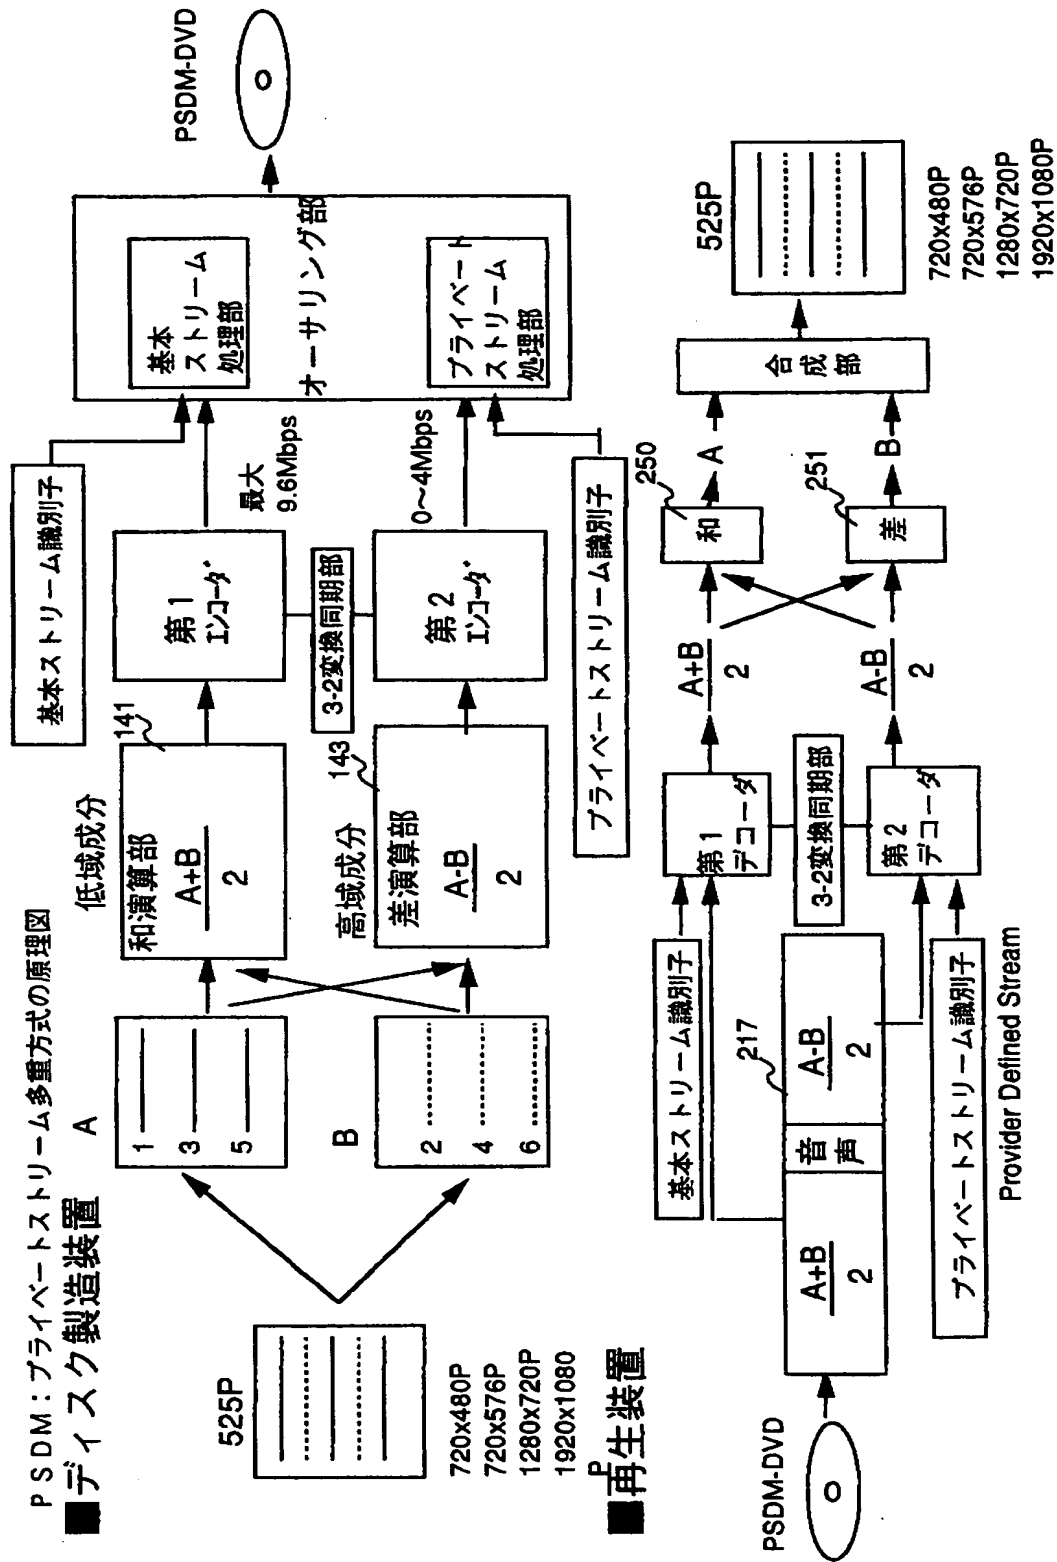 PSDM：プライベートストリーム多重方式の原理図
■ディスク製造装置
525P
720x480P
720x576P
1280x720P
1920x1080
P
A
1
3
5
B
2
4
6
低域成分
和演算部
A+B
2
141
高域成分
差演算部
A-B
2
143
基本ストリーム識別子
第1
エンコーダ
3-2変換同期部
第2
エンコーダ
プライベートストリーム識別子
最大
9.6Mbps
0〜4Mbps
基本
ストリーム
処理部
オーサリング部
プライベート
ストリーム
処理部
PSDM-DVD
■再生装置
PSDM-DVD
A+B
2
音声
A-B
2
217
基本ストリーム識別子
プライベートストリーム識別子
Provider Defined Stream
第1
デコーダ
3-2変換同期部
第2
デコーダ
A+B
2
A-B
2
和
250
差
251
A
B
合成部
525P
720x480P
720x576P
1280x720P
1920x1080P